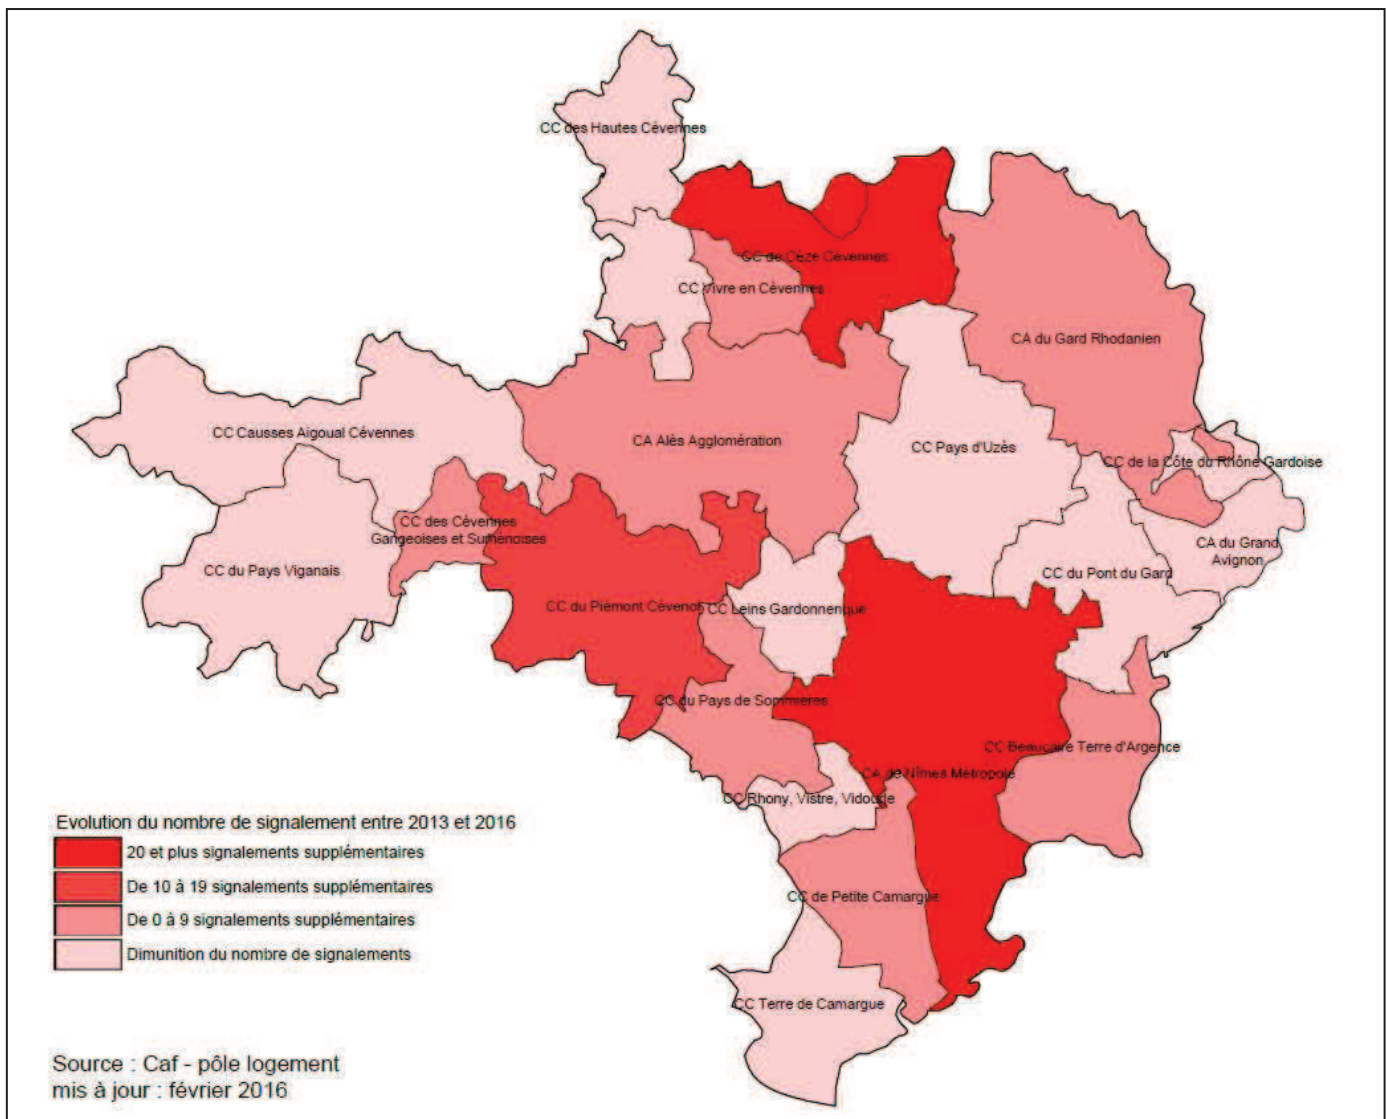 CC des Hautes Cévennes
CC de Cèze Cévennes
CC Vivre en Cévennes
CA du Gard Rhodanien
CC Causses Aigoual Cévennes
CA Alès Agglomération
CC Pays d'Uzès
CC de la Côte du Rhône Gardoise
CC des Cévennes
Gangeoises et Suménoises
CA du Grand
Avignon
CC du Pays Viganais
CC du Pont du Gard
CC du Piémont Cévenol
CC Leins Gardonnenque
CC du Pays de Sommières
CC Beaucaire Terre d'Argence
CA de Nîmes Métropole
CC Rhony, Vistre, Vidourle
CC de Petite Camargue
CC Terre de Camargue
Evolution du nombre de signalement entre 2013 et 2016
20 et plus signalements supplémentaires
De 10 à 19 signalements supplémentaires
De 0 à 9 signalements supplémentaires
Dimunition du nombre de signalements
Source : Caf - pôle logement
mis à jour : février 2016